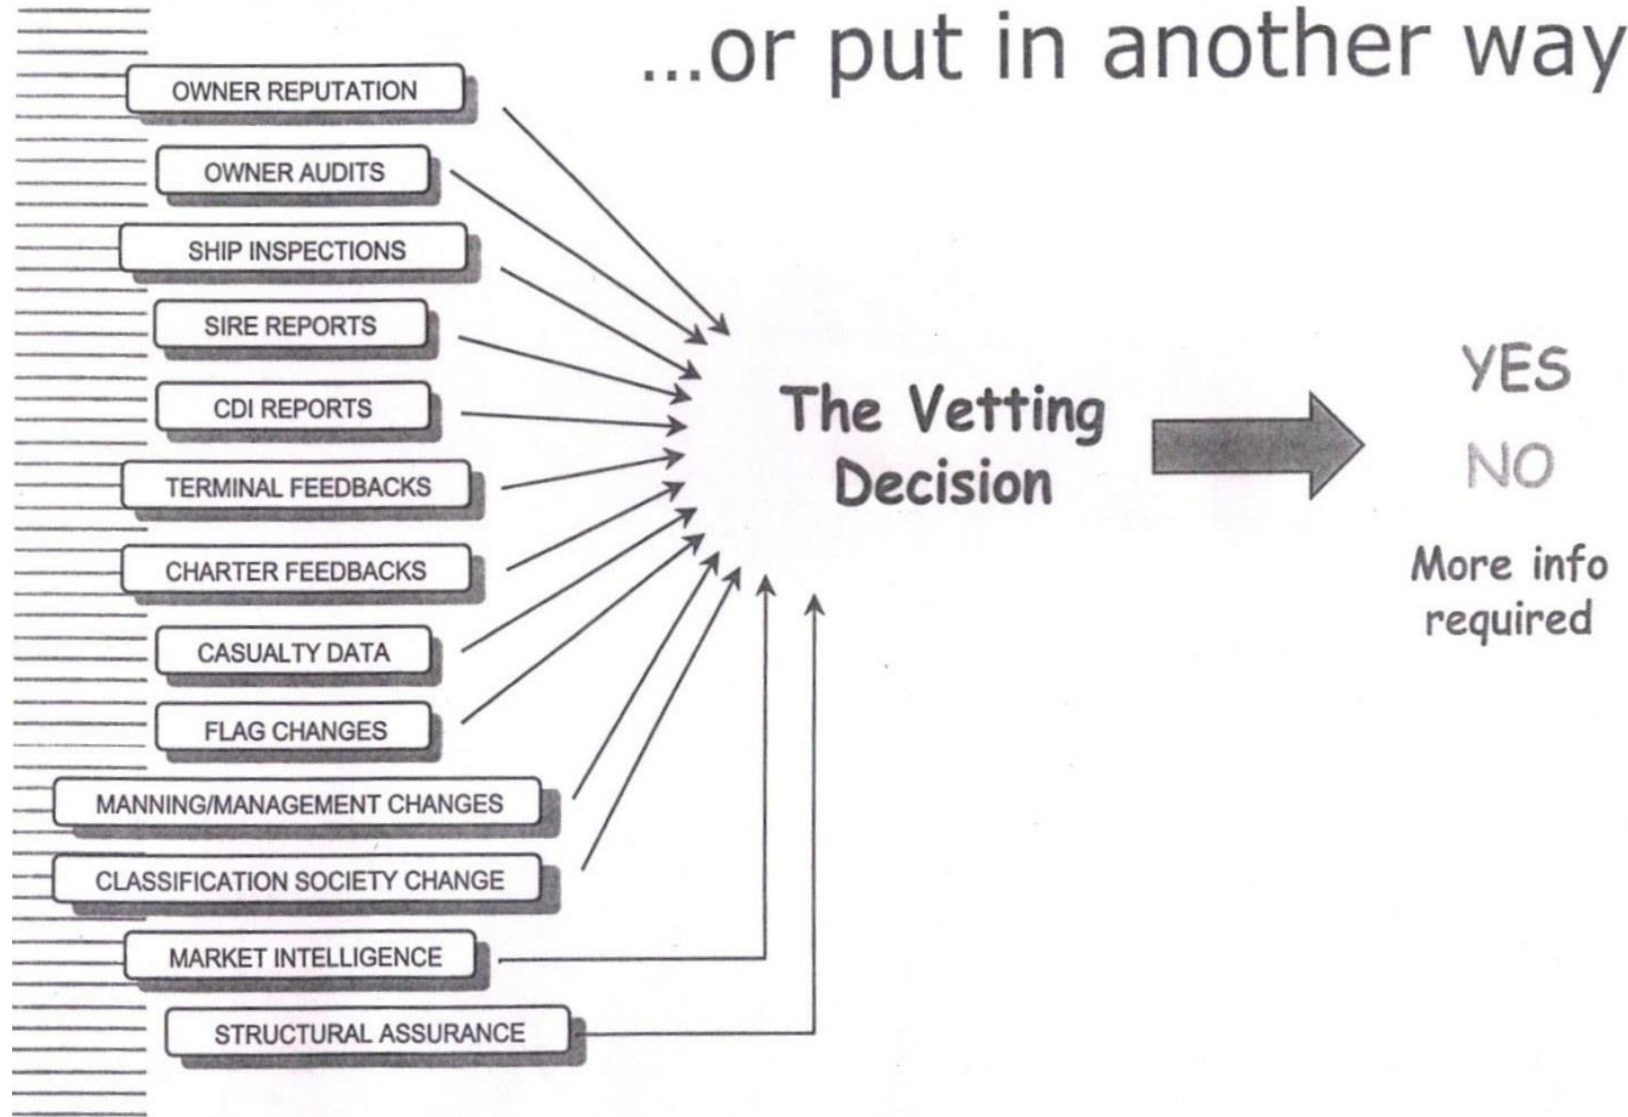 ...or put in another way
OWNER REPUTATION
OWNER AUDITS
SHIP INSPECTIONS
SIRE REPORTS
CDI REPORTS
TERMINAL FEEDBACKS
CHARTER FEEDBACKS
CASUALTY DATA
FLAG CHANGES
MANNING/MANAGEMENT CHANGES
CLASSIFICATION SOCIETY CHANGE
MARKET INTELLIGENCE
STRUCTURAL ASSURANCE
The Vetting
Decision
YES
NO
More info
required